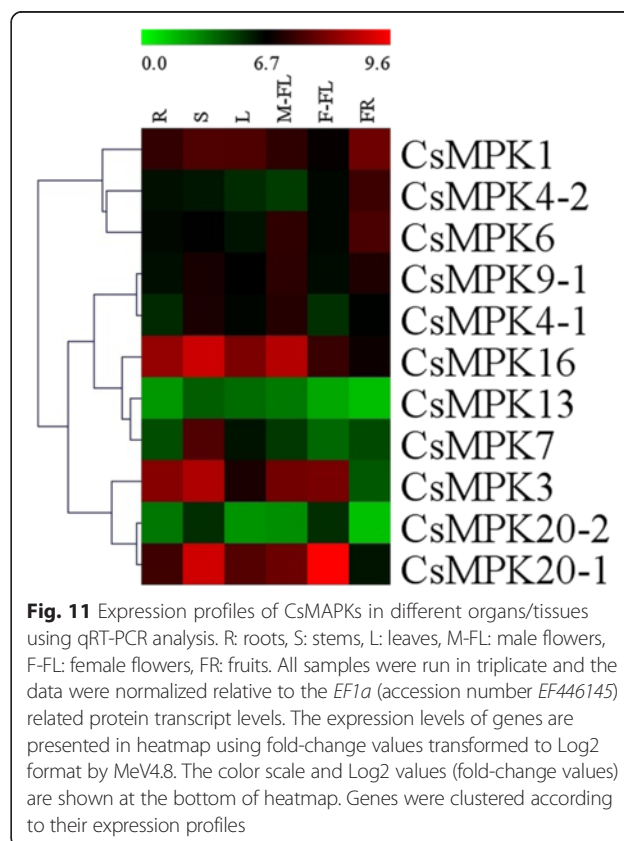 0.0 6.7 9.6
R S L M-FL F-FL FR
CsMPK1
CsMPK4-2
CsMPK6
CsMPK9-1
CsMPK4-1
CsMPK16
CsMPK13
CsMPK7
CsMPK3
CsMPK20-2
CsMPK20-1
Fig. 11 Expression profiles of CsMAPKs in different organs/tissues
using qRT-PCR analysis. R: roots, S: stems, L: leaves, M-FL: male flowers,
F-FL: female flowers, FR: fruits. All samples were run in triplicate and the
data were normalized relative to the EF1a (accession number EF446145)
related protein transcript levels. The expression levels of genes are
presented in heatmap using fold-change values transformed to Log2
format by MeV4.8. The color scale and Log2 values (fold-change values)
are shown at the bottom of heatmap. Genes were clustered according
to their expression profiles